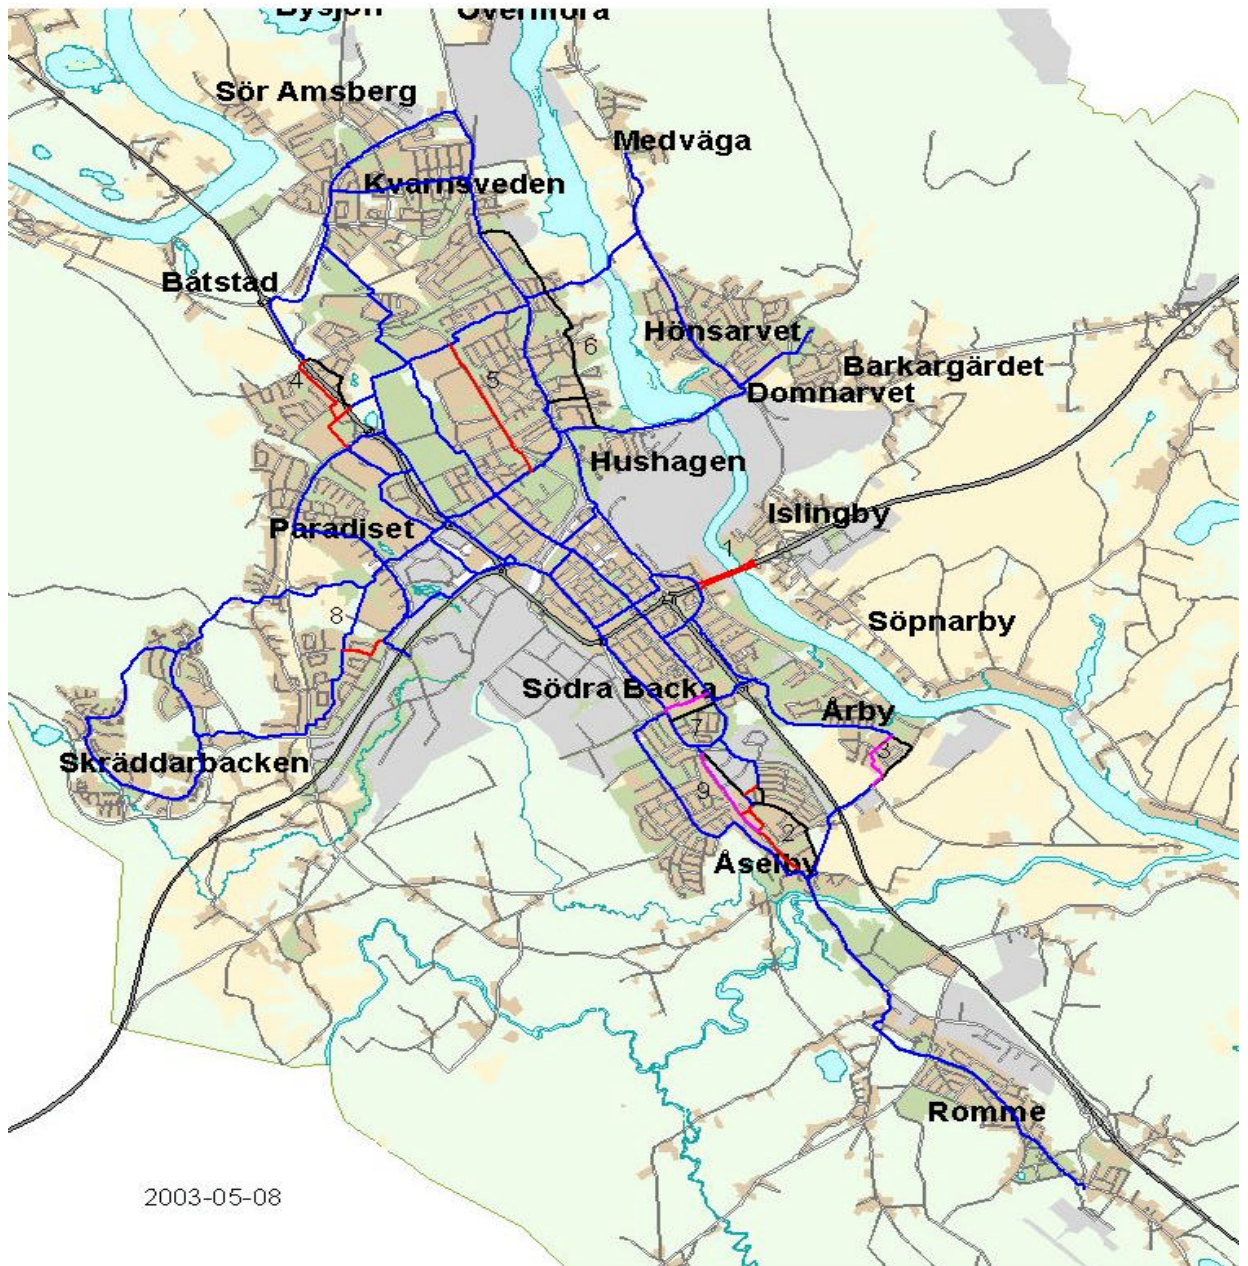 Sör Amsberg
Medväga
Kvarnsveden
Båtstad
Hönsarvet
6
Barkargärdet
4
5
Domnarvet
Hushagen
Islingby
Paradiset
1
8
Söpnarby
Södra Backa
Årby
7
3
Skräddarbacken
9
2
Åselby
Romme
2003-05-08